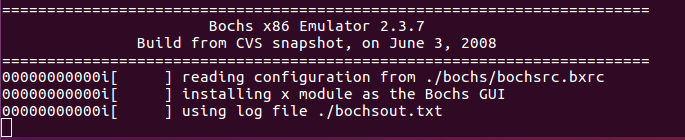 ========================================================================
Bochs x86 Emulator 2.3.7
Build from CVS snapshot, on June 3, 2008
========================================================================
00000000000i[     ] reading configuration from ./bochs/bochsrc.bxrc
00000000000i[     ] installing x module as the Bochs GUI
00000000000i[     ] using log file ./bochsout.txt